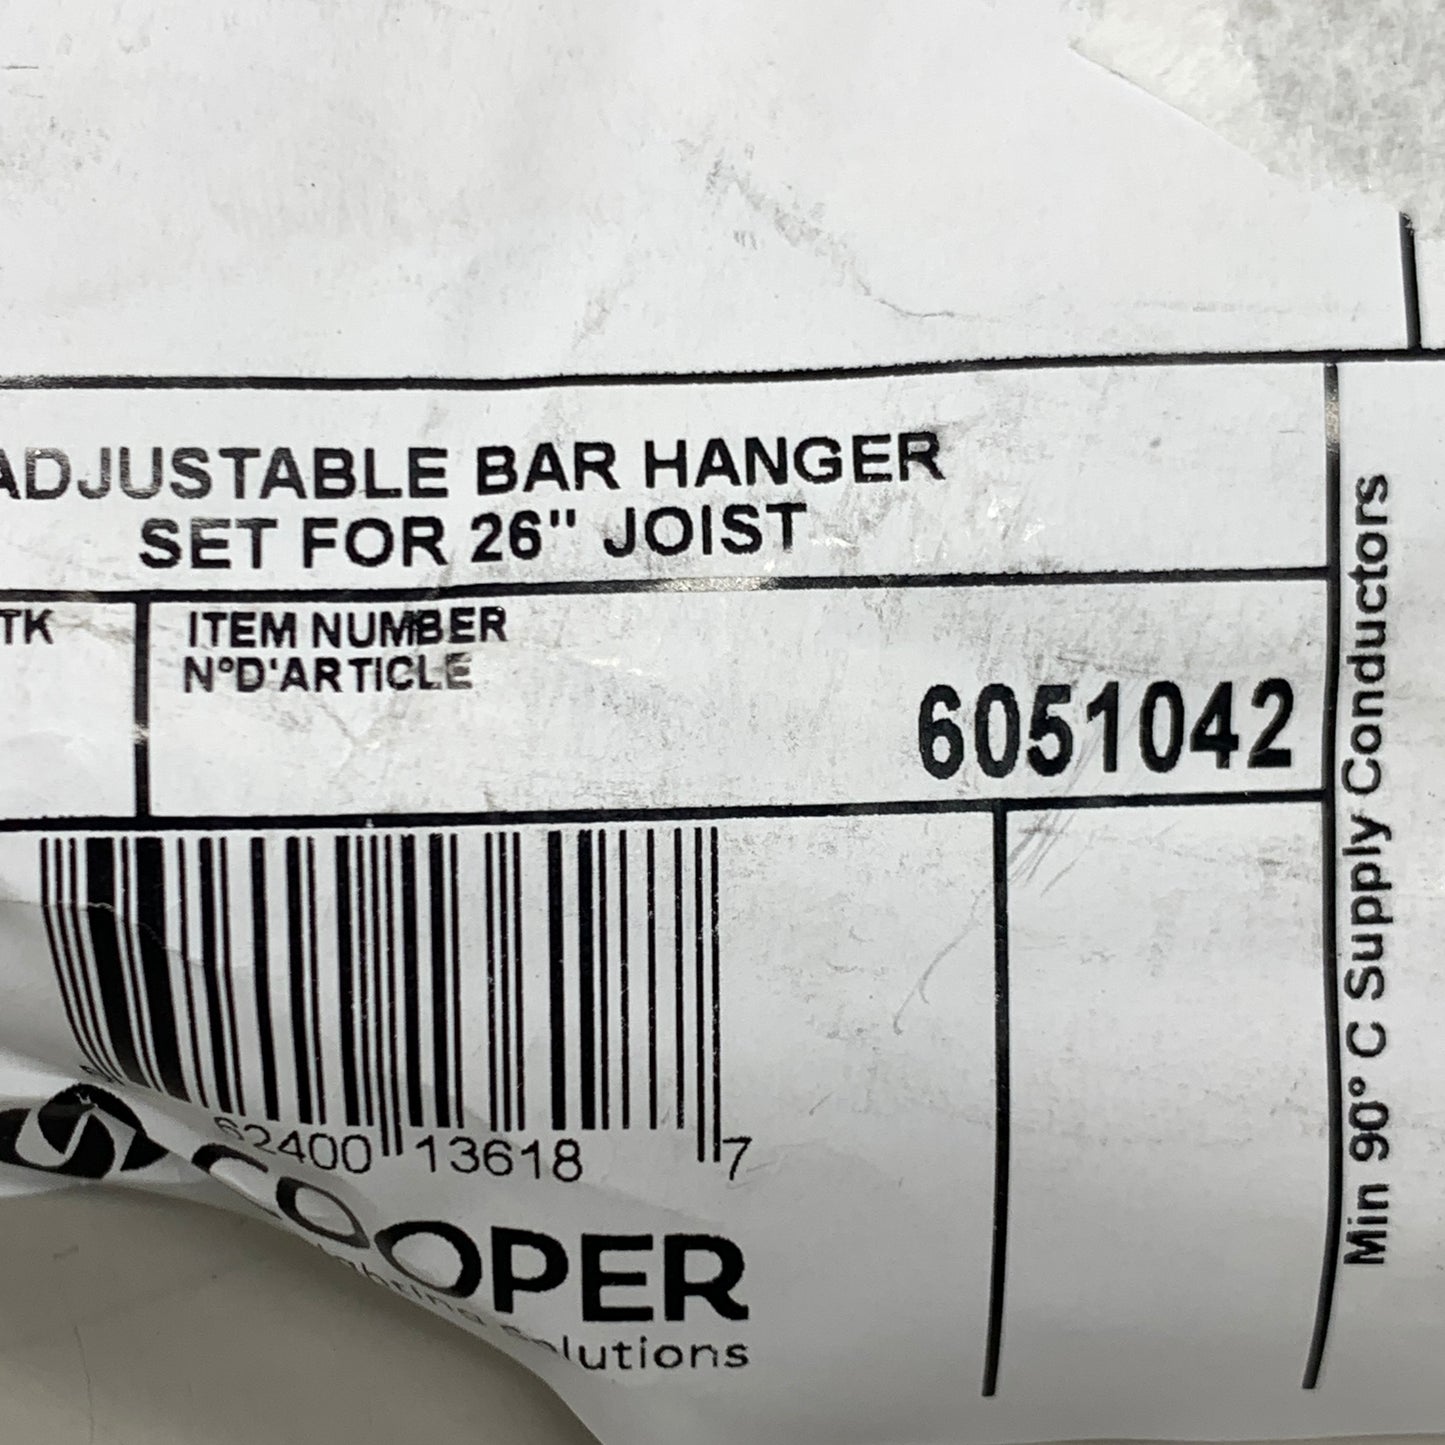 ADJUSTABLE BAR HANGER
SET FOR 26" JOIST
TK
ITEM NUMBER
N°D'ARTICLE
6051042
62400 13618 7
COOPER
lighting solutions
Min 90° C Supply Conductors